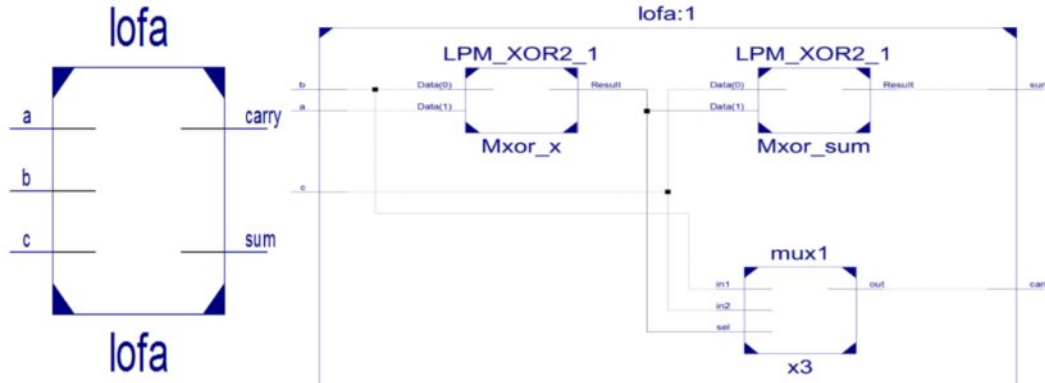 lofa
a
carry
b
c
sum
lofa
lofa:1
LPM_XOR2_1
LPM_XOR2_1
b
Data(0)
Result
Data(0)
Result
a
Data(1)
Data(1)
Mxor_x
Mxor_sum
c
mux1
in1
out
in2
sel
x3